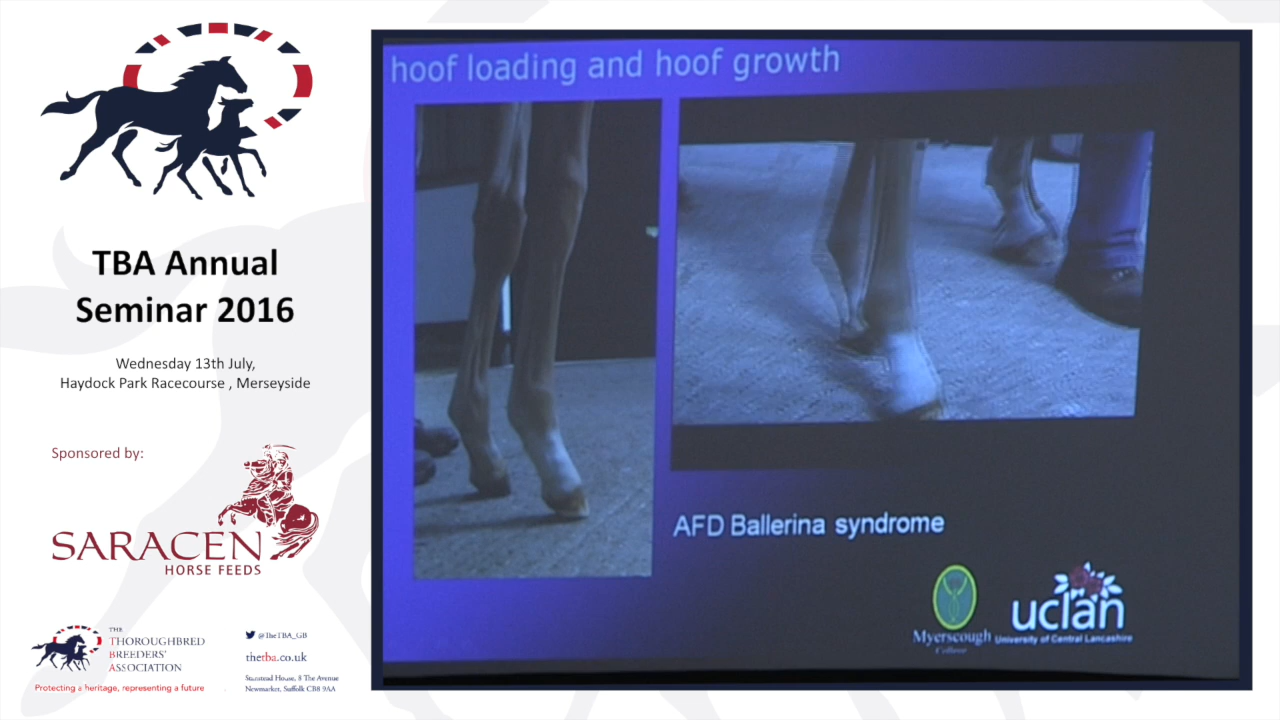 TBA Annual
Seminar 2016
Wednesday 13th July,
Haydock Park Racecourse , Merseyside
Sponsored by:
SARACEN
HORSE FEEDS
THE
THOROUGHBRED
BREEDERS'
ASSOCIATION
Protecting a heritage, representing a future
@TheTBA_GB
thetba.co.uk
Stanstead House, 8 The Avenue
Newmarket, Suffolk CB8 9AA
hoof loading and hoof growth
AFD Ballerina syndrome
Myerscough
College
uclan
University of Central Lancashire